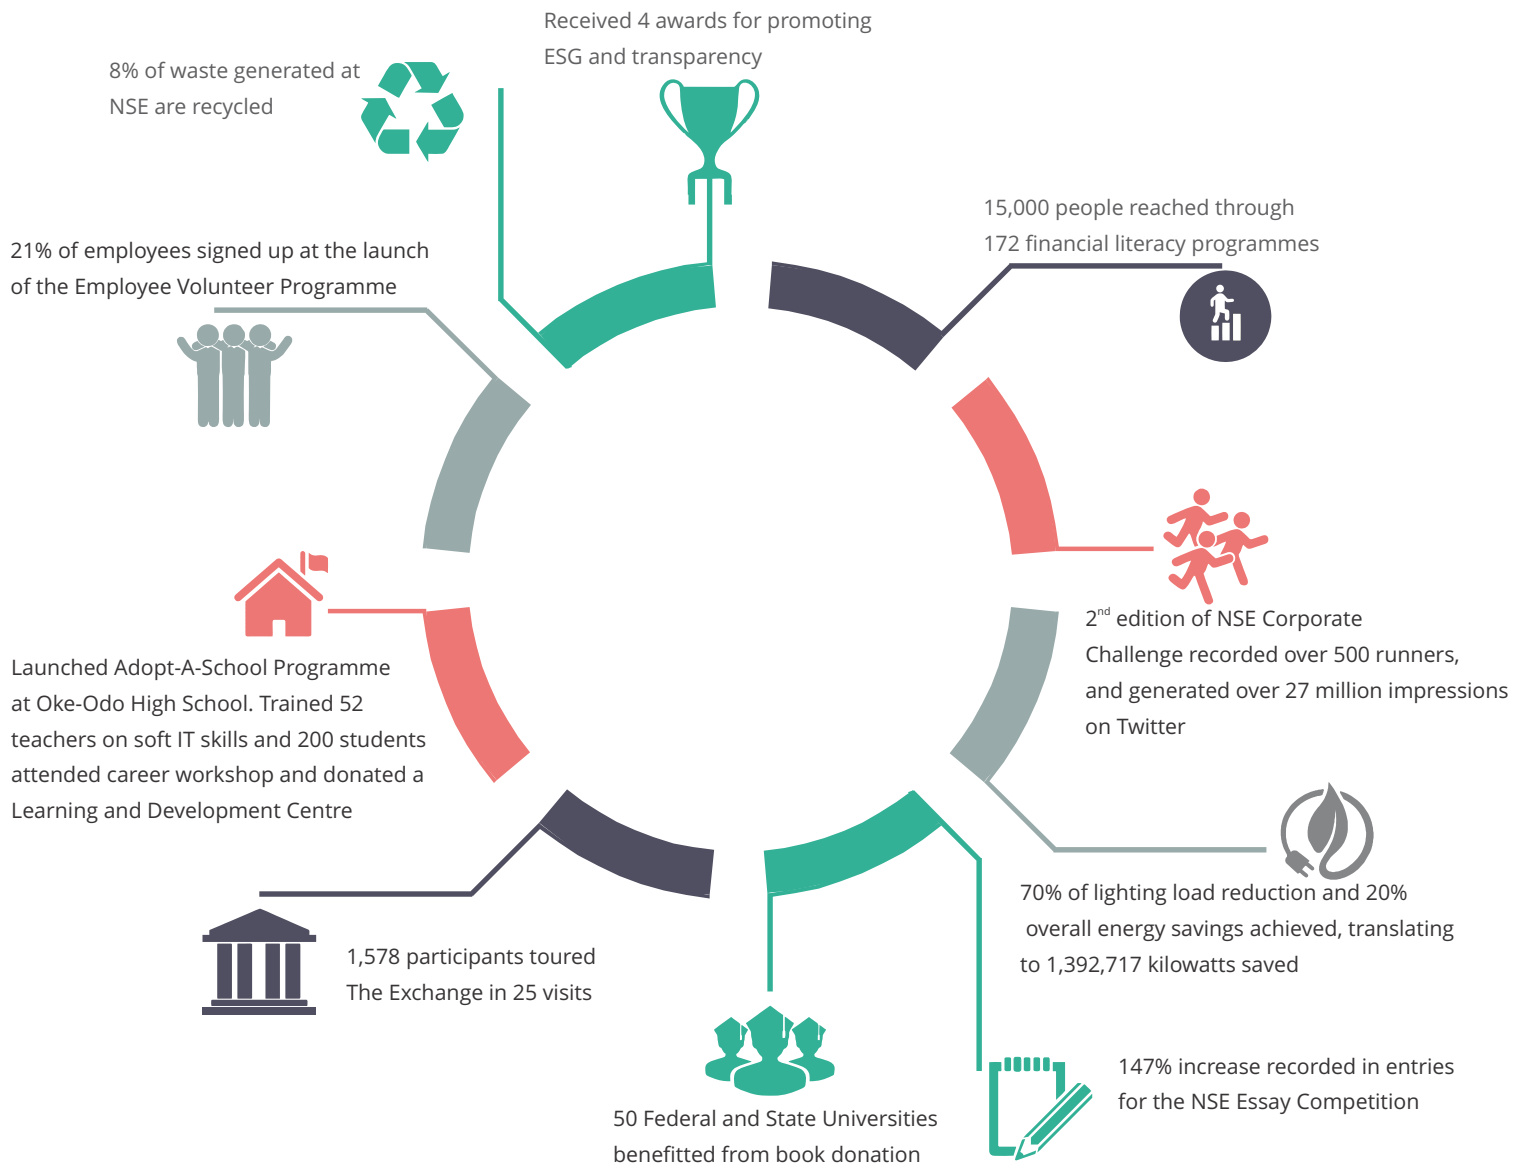 Received 4 awards for promoting
ESG and transparency
8% of waste generated at
NSE are recycled
15,000 people reached through
172 financial literacy programmes
21% of employees signed up at the launch
of the Employee Volunteer Programme
2nd edition of NSE Corporate
Challenge recorded over 500 runners,
and generated over 27 million impressions
on Twitter
Launched Adopt-A-School Programme
at Oke-Odo High School. Trained 52
teachers on soft IT skills and 200 students
attended career workshop and donated a
Learning and Development Centre
70% of lighting load reduction and 20%
overall energy savings achieved, translating
to 1,392,717 kilowatts saved
1,578 participants toured
The Exchange in 25 visits
147% increase recorded in entries
for the NSE Essay Competition
50 Federal and State Universities
benefitted from book donation